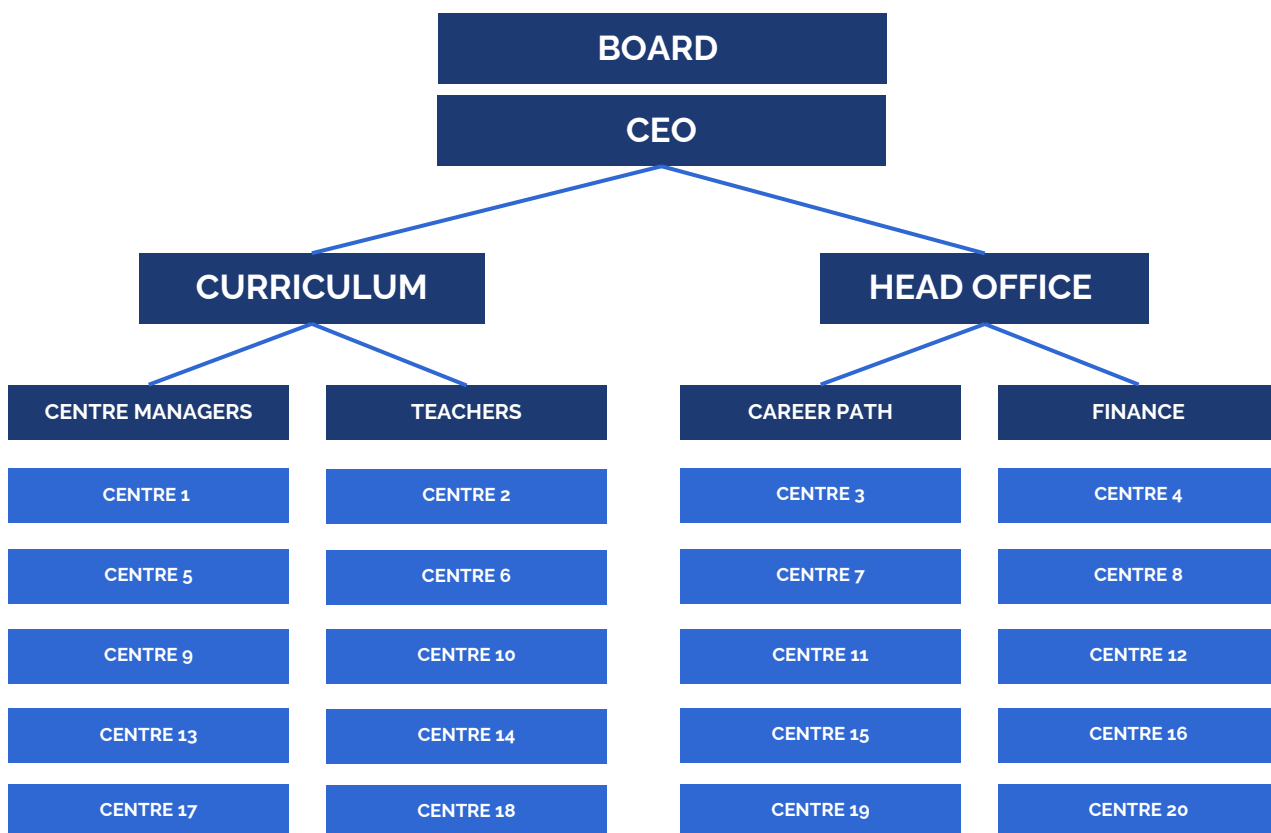 BOARD
CEO
CURRICULUM
HEAD OFFICE
CENTRE MANAGERS
TEACHERS
CAREER PATH
FINANCE
CENTRE 1
CENTRE 2
CENTRE 3
CENTRE 4
CENTRE 5
CENTRE 6
CENTRE 7
CENTRE 8
CENTRE 9
CENTRE 10
CENTRE 11
CENTRE 12
CENTRE 13
CENTRE 14
CENTRE 15
CENTRE 16
CENTRE 17
CENTRE 18
CENTRE 19
CENTRE 20